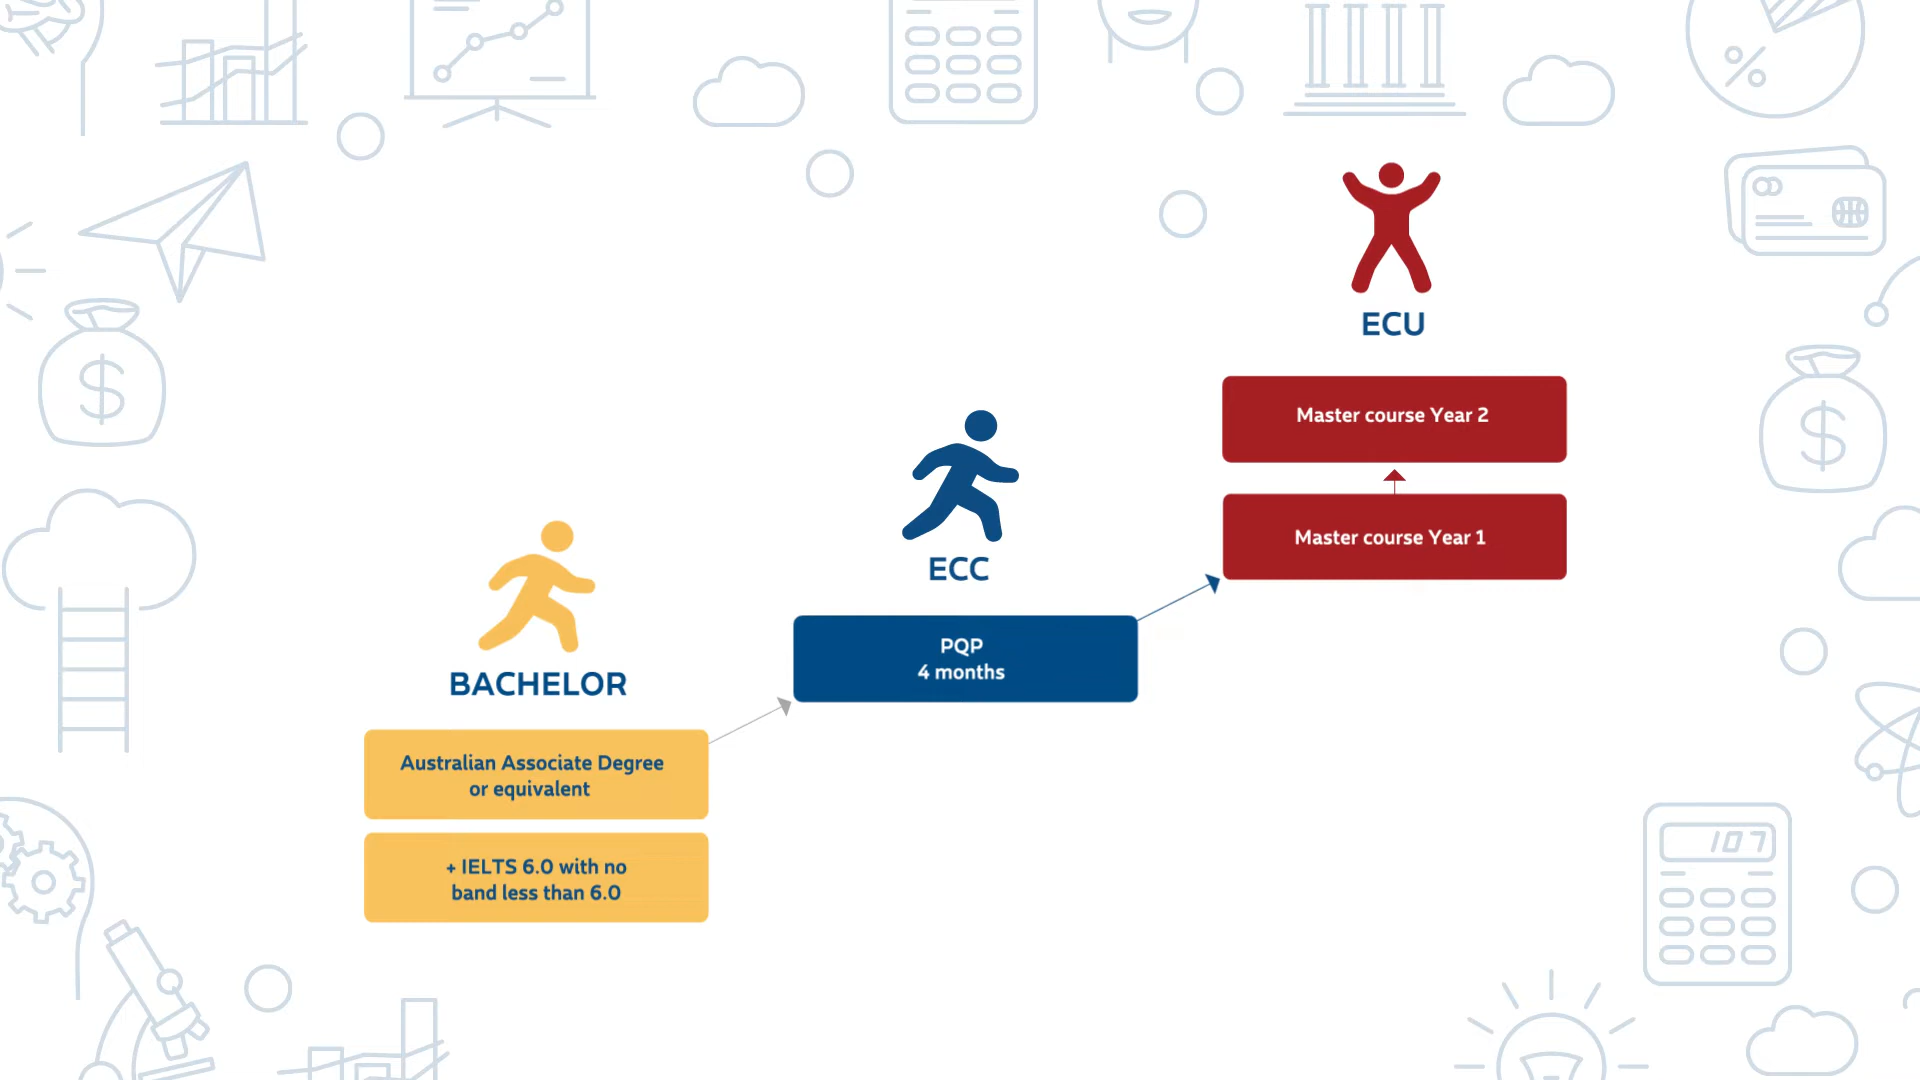 ECU
Master course Year 2
Master course Year 1
ECC
PQP
4 months
BACHELOR
Australian Associate Degree
or equivalent
+ IELTS 6.0 with no
band less than 6.0
107